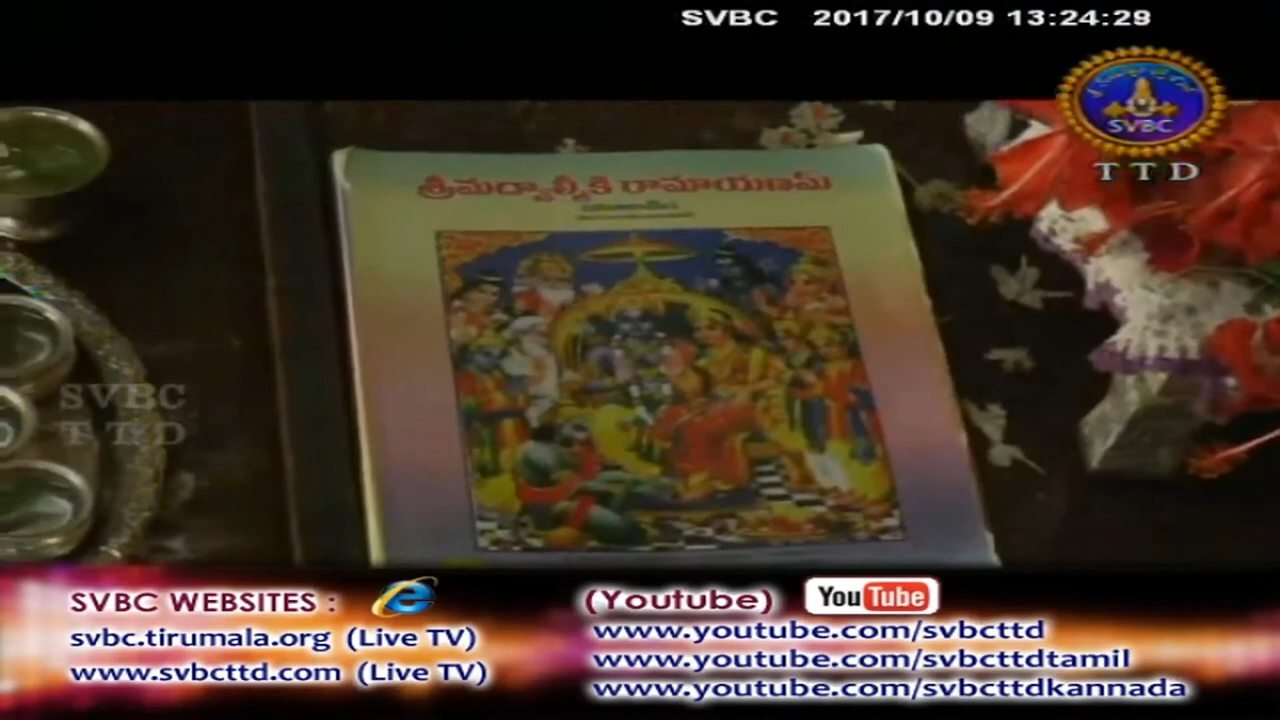 SVBC 2017/10/09 13:24:29
SVBC
TTD
శ్రీమద్వాల్మీకి రామాయణమ్
SVBC
TTD
SVBC WEBSITES :
svbc.tirumala.org (Live TV)
www.svbcttd.com (Live TV)
(Youtube) YouTube
www.youtube.com/svbcttd
www.youtube.com/svbcttdtamil
www.youtube.com/svbcttdkannada